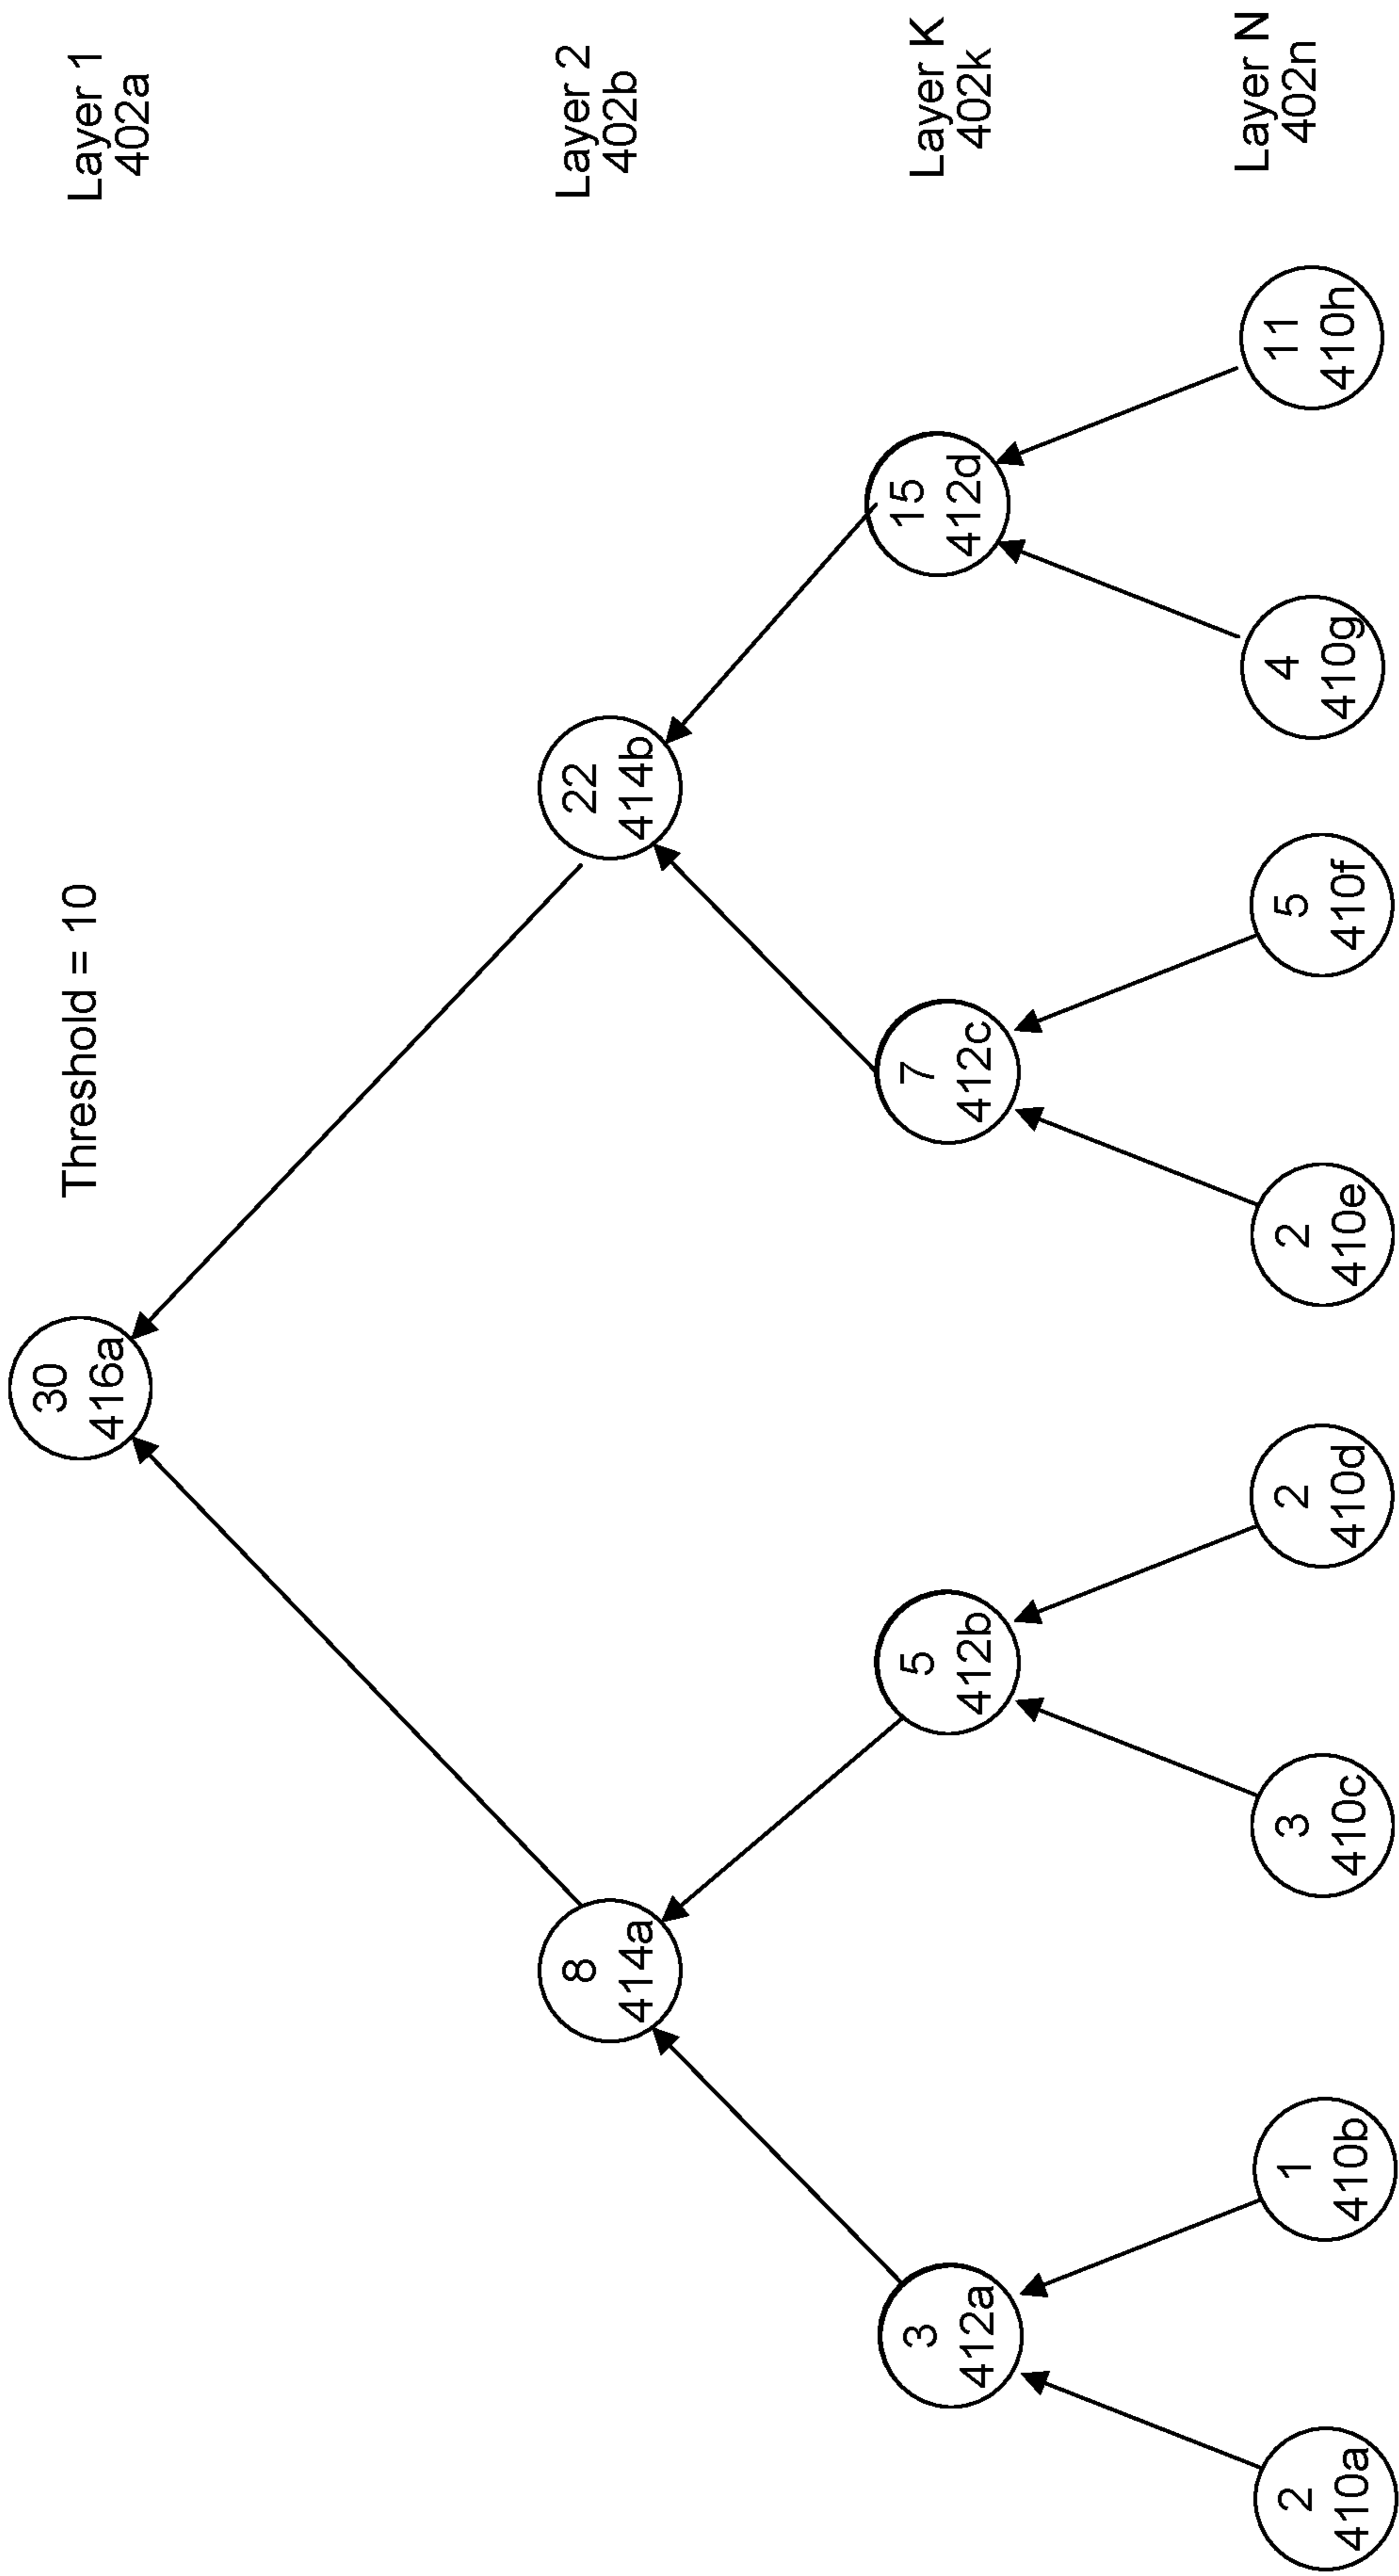 Threshold = 10
Layer 1
402a
30
416a
Layer 2
402b
8
414a
22
414b
Layer K
402k
3
412a
5
412b
7
412c
15
412d
Layer N
402n
2
410a
1
410b
3
410c
2
410d
2
410e
5
410f
4
410g
11
410h